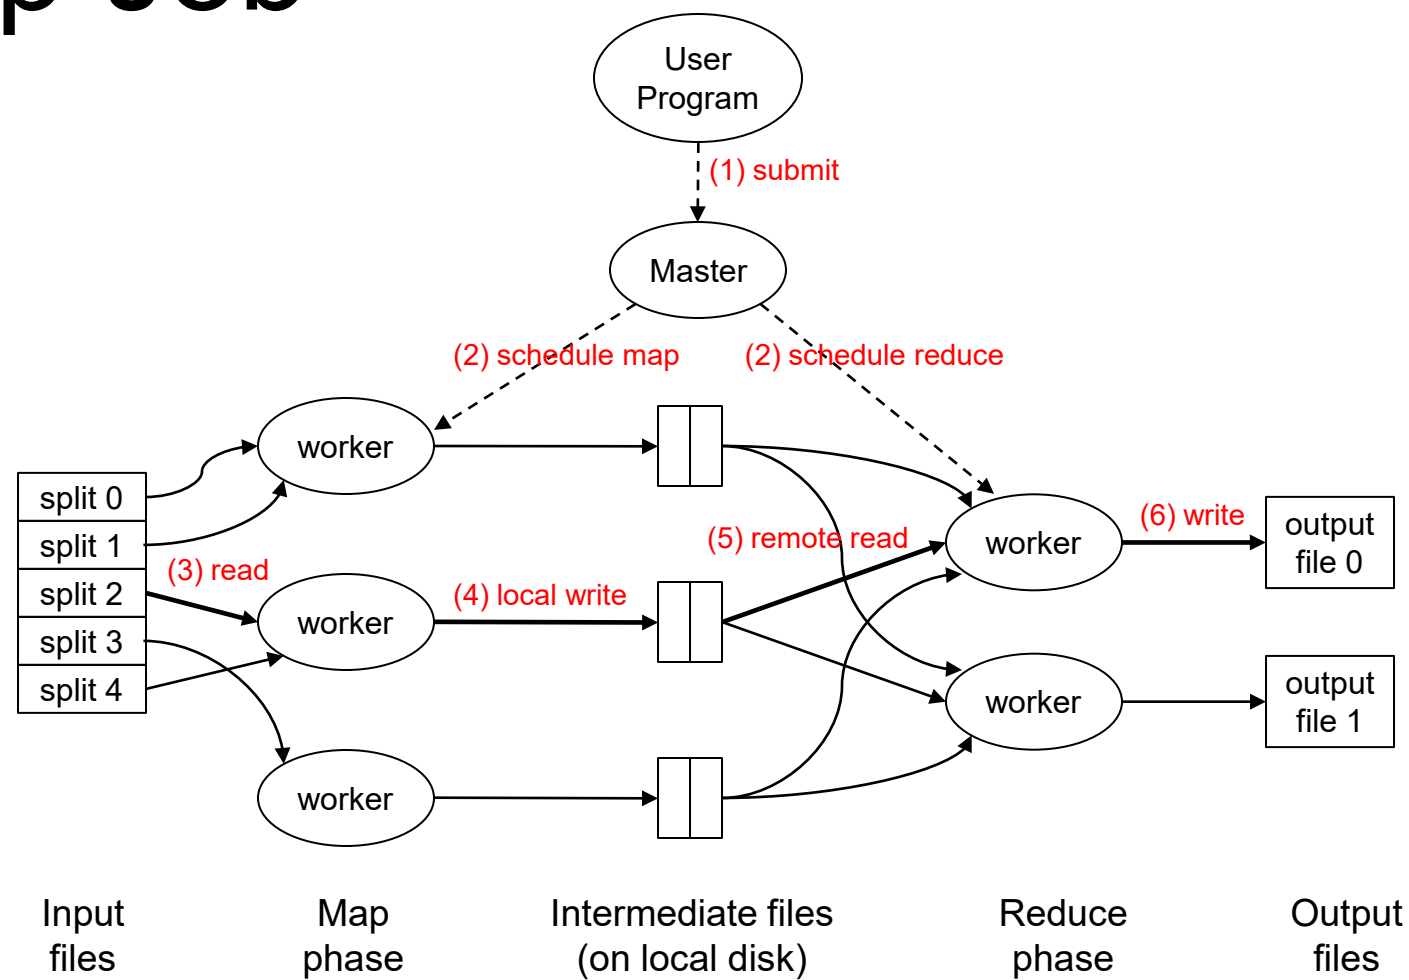 User
Program
(1) submit
Master
(2) schedule map
(2) schedule reduce
worker
split 0
split 1
split 2
split 3
split 4
(3) read
worker
(4) local write
(5) remote read
worker
(6) write
output
file 0
worker
output
file 1
worker
Input
files
Map
phase
Intermediate files
(on local disk)
Reduce
phase
Output
files